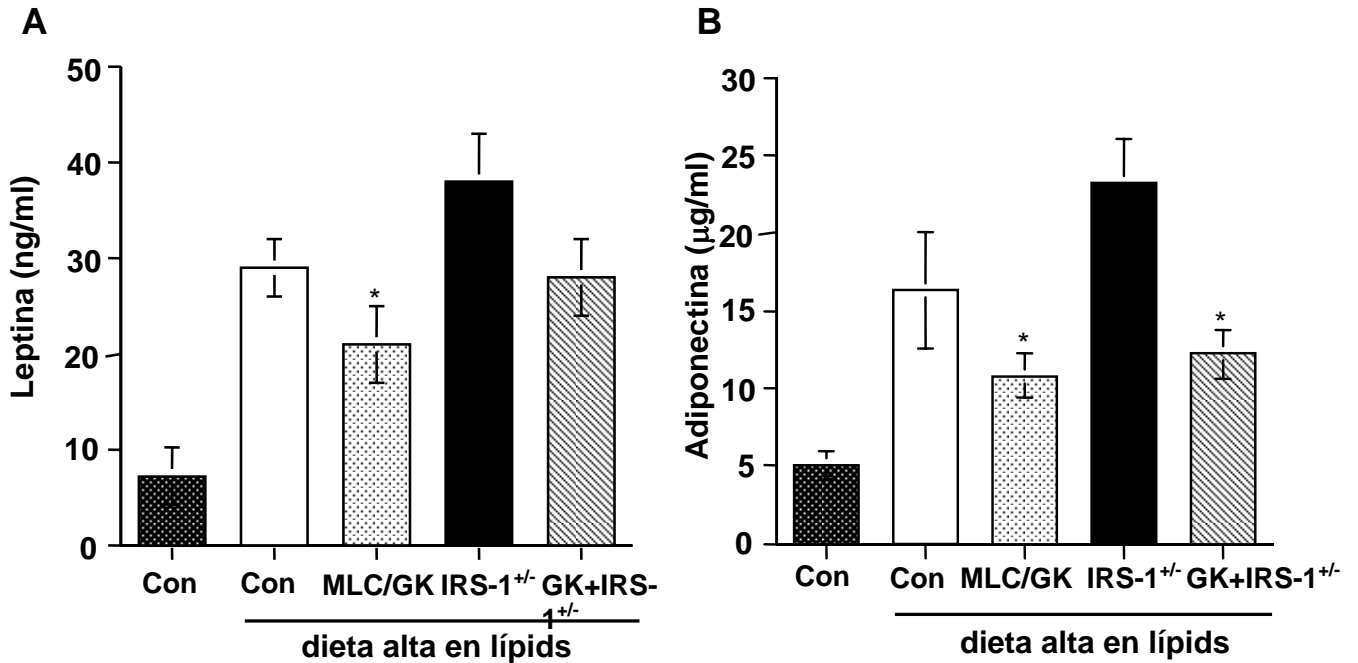 A
Leptina (ng/ml)
50
40
30
20
10
0
*
Con
Con
MLC/GK
IRS-1+/-
GK+IRS-
1+/-
dieta alta en lípids
B
Adiponectina (μg/ml)
30
25
20
15
10
5
0
*
*
Con
Con
MLC/GK
IRS-1+/-
GK+IRS-1+/-
dieta alta en lípids